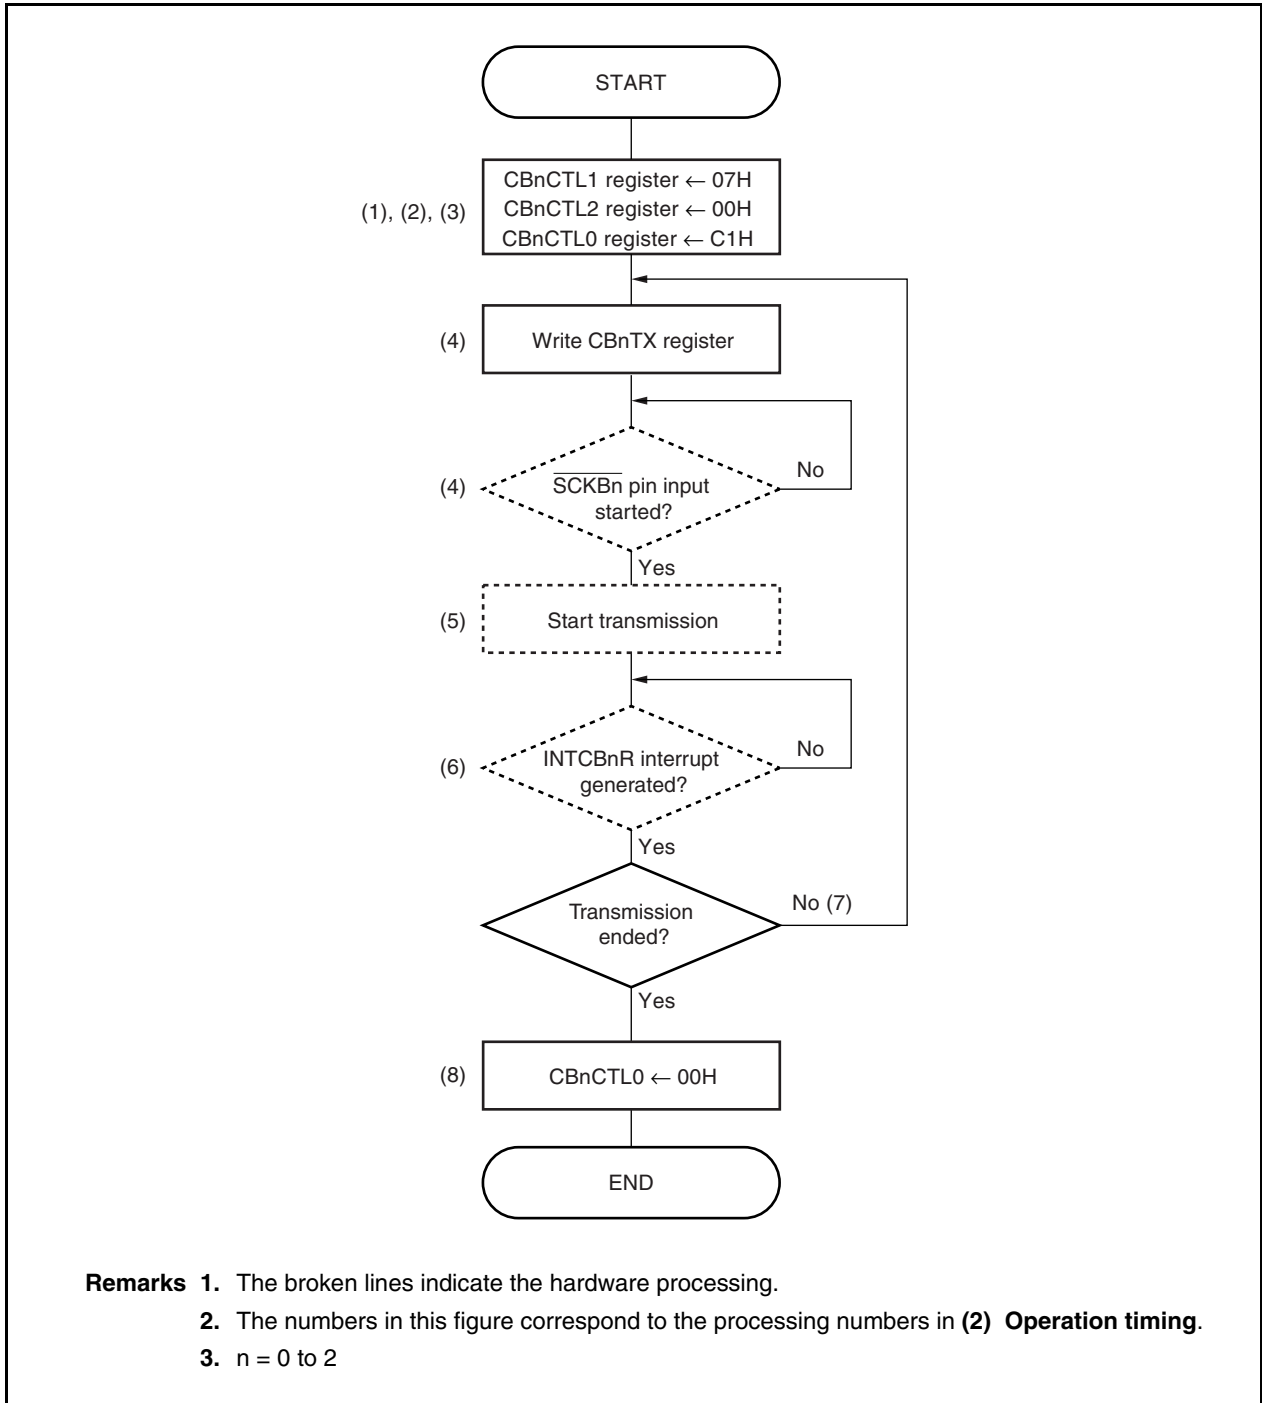 START
CBnCTL1 register ← 07H
(1), (2), (3)
CBnCTL2 register ← 00H
CBnCTL0 register ← C1H
(4)
Write CBnTX register
No
(4)
SCKBn pin input
started?
Yes
(5)
Start transmission
No
(6)
INTCBnR interrupt
generated?
Yes
No (7)
Transmission
ended?
Yes
(8)
CBnCTL0 ← 00H
END
Remarks 1. The broken lines indicate the hardware processing.
2. The numbers in this figure correspond to the processing numbers in (2) Operation timing.
3. n = 0 to 2